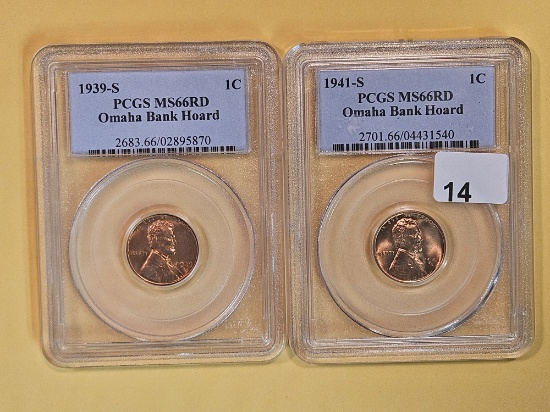 1939-S 1C
PCGS MS66RD
Omaha Bank Hoard
2683.66/02895870
1941-S 1C
PCGS MS66RD
Omaha Bank Hoard
2701.66/04431540
14